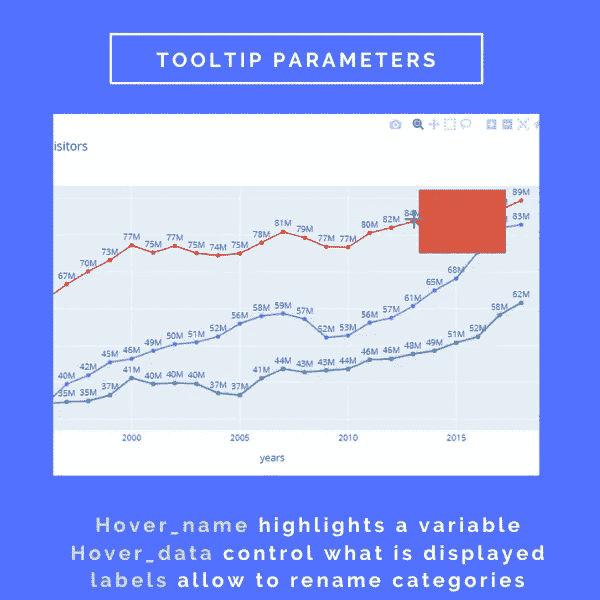 TOOLTIP PARAMETERS
isitors
67M 70M 73M 77M 75M 77M 75M 74M 75M 78M 81M 79M 77M 77M 80M 82M 84M 89M
40M 42M 45M 46M 49M 50M 51M 52M 56M 58M 59M 57M 52M 53M 56M 57M 61M 65M 68M 83M
35M 35M 37M 41M 40M 40M 40M 37M 37M 41M 44M 43M 43M 44M 46M 46M 48M 49M 51M 52M 58M 62M
2000 2005 2010 2015
years
Hover_name highlights a variable
Hover_data control what is displayed
labels allow to rename categories